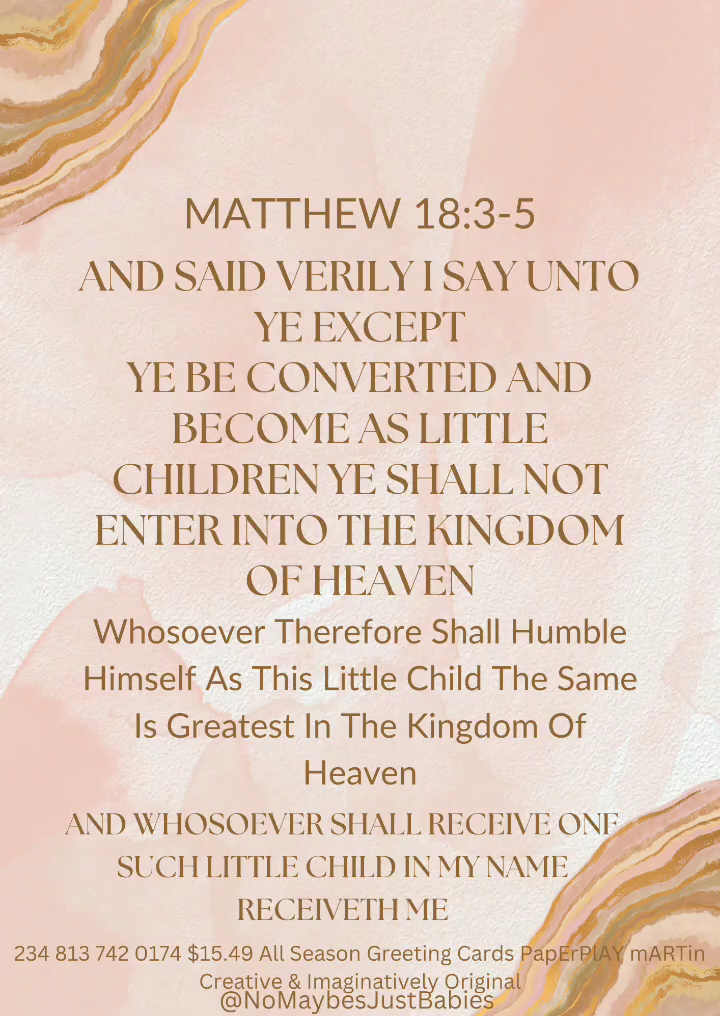 MATTHEW 18:3-5
AND SAID VERILY I SAY UNTO
YE EXCEPT
YE BE CONVERTED AND
BECOME AS LITTLE
CHILDREN YE SHALL NOT
ENTER INTO THE KINGDOM
OF HEAVEN
Whosoever Therefore Shall Humble
Himself As This Little Child The Same
Is Greatest In The Kingdom Of
Heaven
AND WHOSOEVER SHALL RECEIVE ONE
SUCH LITTLE CHILD IN MY NAME
RECEIVETH ME
234 813 742 0174 $15.49 All Season Greeting Cards PapErPlAY mARTin
Creative & Imaginatively Original
@NoMaybesJustBabies